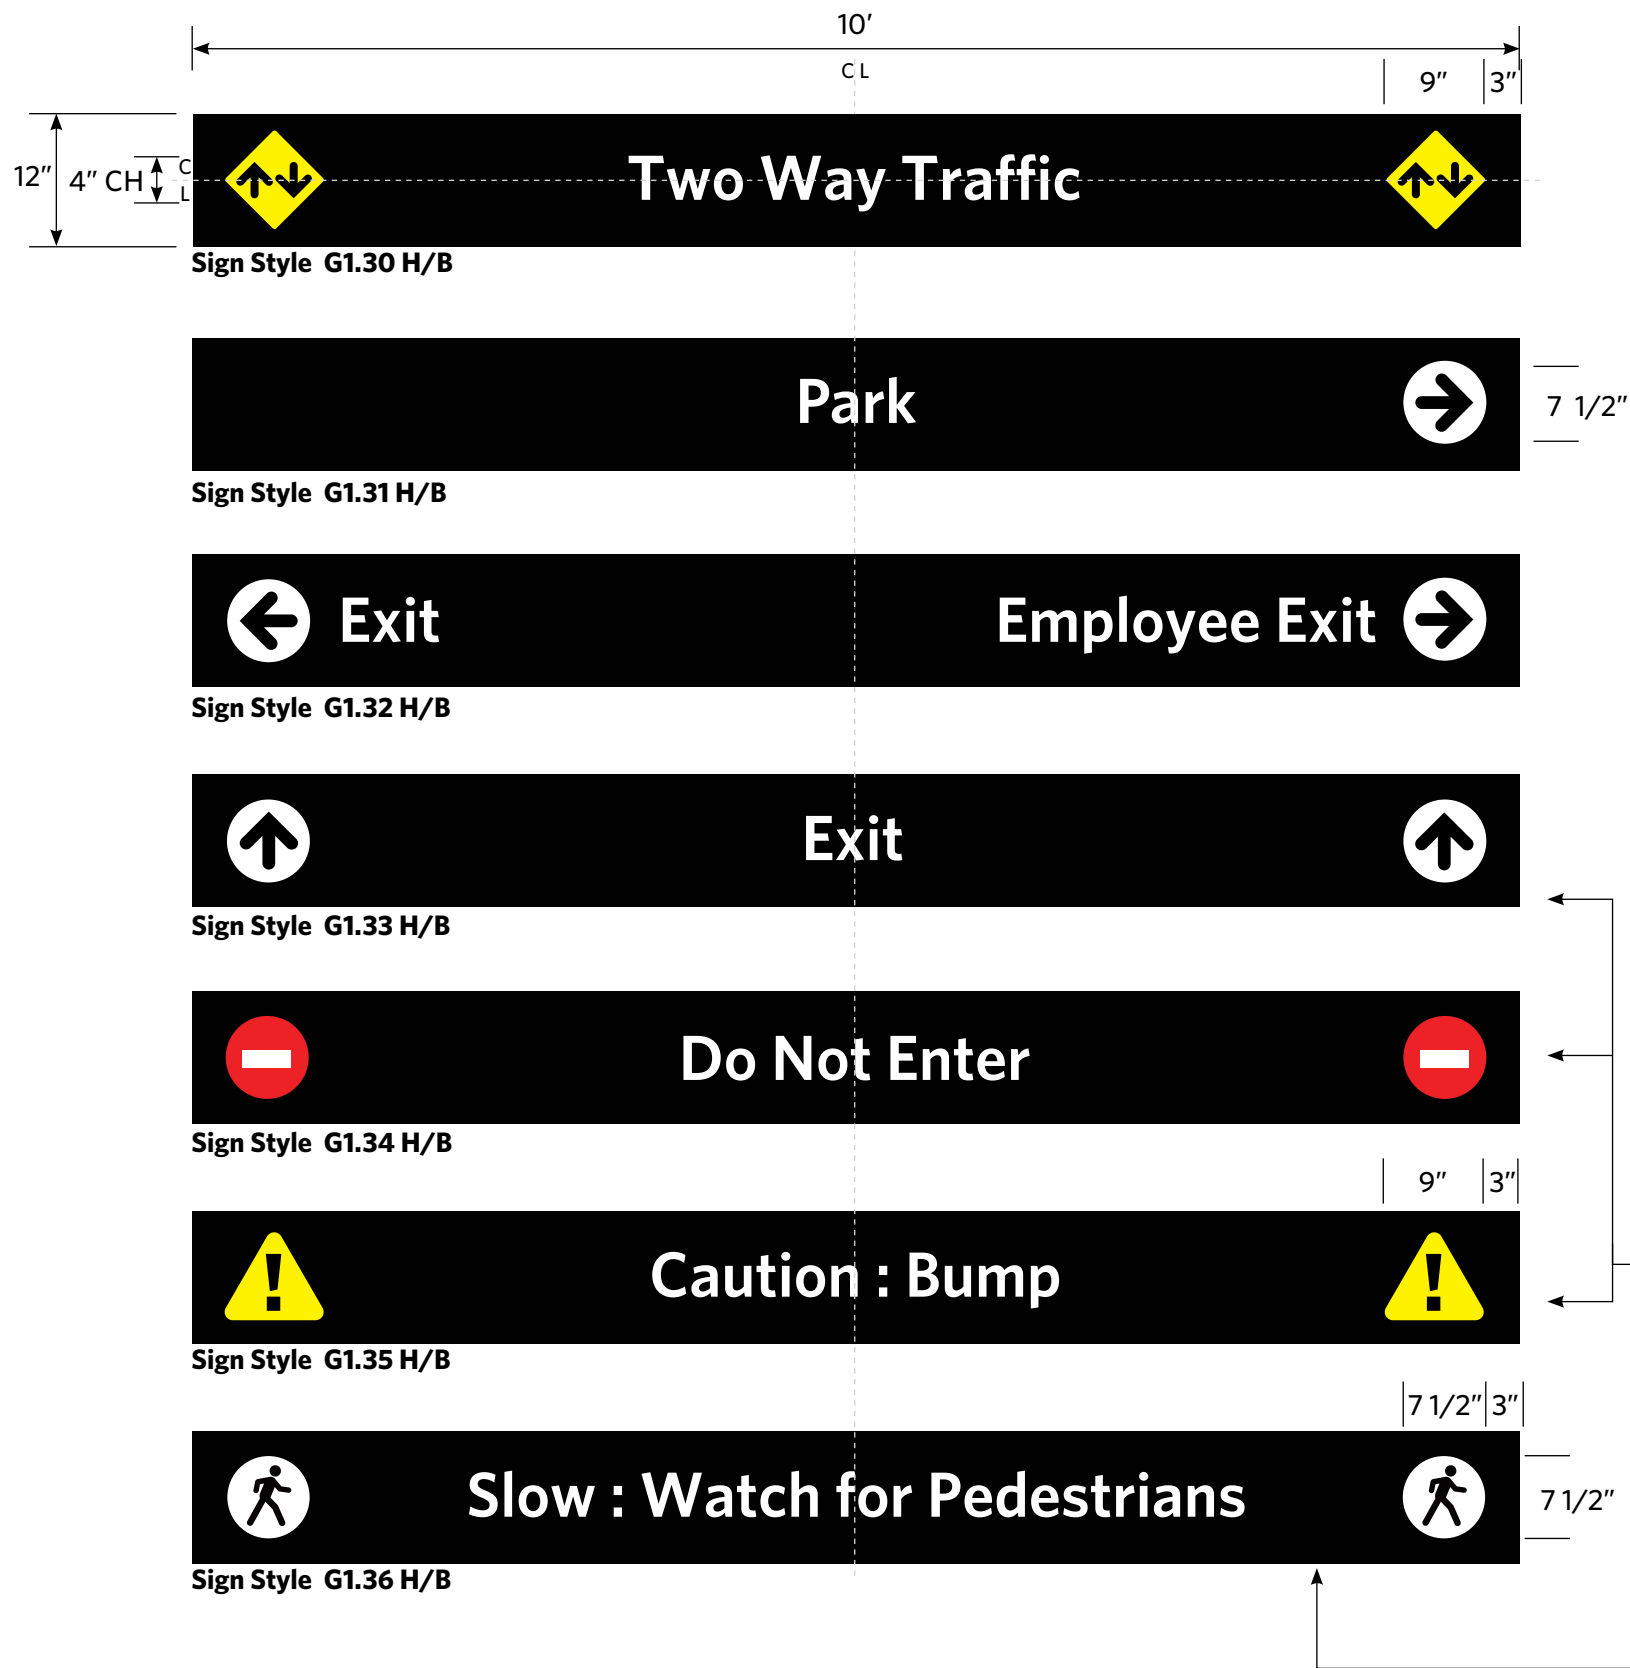 10’
C L
9” 3”
12” 4” CH C
L
Two Way Traffic
Sign Style G1.30 H/B
Park
7 1/2”
Sign Style G1.31 H/B
Exit Employee Exit
Sign Style G1.32 H/B
Exit
Sign Style G1.33 H/B
Do Not Enter
Sign Style G1.34 H/B
9” 3”
!
!
Caution : Bump
Sign Style G1.35 H/B
7 1/2” 3”
Slow : Watch for Pedestrians
7 1/2”
Sign Style G1.36 H/B